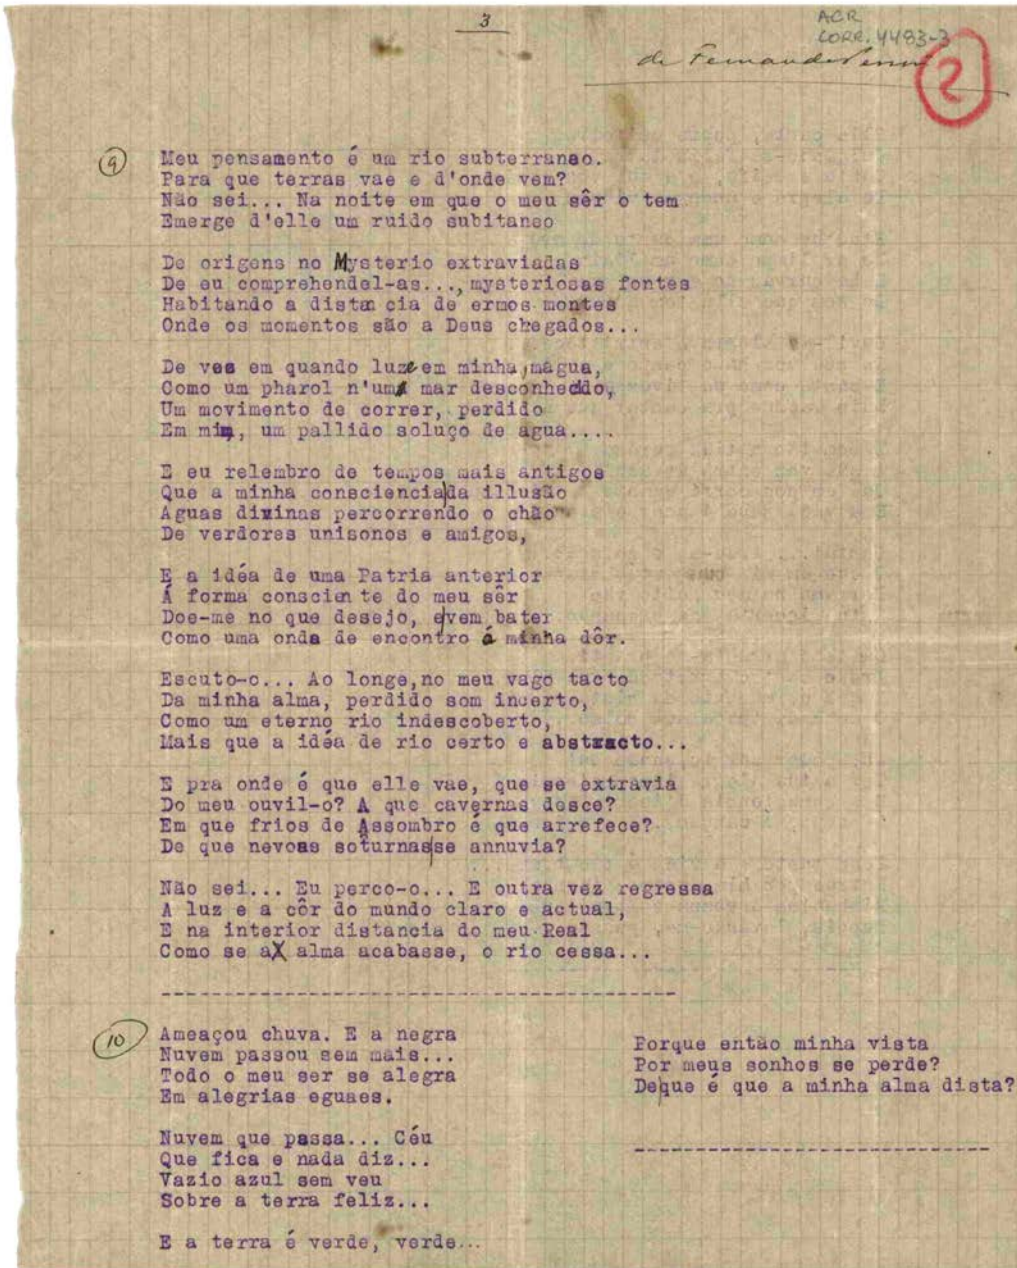 3
ACR
CORR. 4493-3
de Fernando Pessoa
2
9
Meu pensamento é um rio subterraneo.
Para que terras vae e d'onde vem?
Não sei... Na noite em que o meu sêr o tem
Emerge d'elle um ruido subitaneo
De origens no Mysterio extraviadas
De eu comprehendel-as..., mysteriosas fontes
Habitando a distan cia de ermos montes
Onde os momentos são a Deus chegados...
De vez em quando luze em minha magua,
Como um pharol n'um mar desconhecido,
Um movimento de correr, perdido
Em mim, um pallido soluço de agua....
E eu relembro de tempos mais antigos
Que a minha consciencia da illusão
Aguas divinas percorrendo o chão
De verdores unisonos e amigos,
E a idéa de uma Patria anterior
Á forma conscien te do meu sêr
Doe-me no que desejo, e vem bater
Como uma onda de encontro á minha dôr.
Escuto-o... Ao longe, no meu vago tacto
Da minha alma, perdido som incerto,
Como um eterno rio indescoberto,
Mais que a idéa de rio certo e abstracto...
E pra onde é que elle vae, que se extravia
Do meu ouvil-o? A que cavernas desce?
Em que frios de Assombro é que arrefece?
De que nevoas soturnas se annuvia?
Não sei... Eu perco-o... E outra vez regressa
A luz e a côr do mundo claro e actual,
E na interior distancia do meu Real
Como se a alma acabasse, o rio cessa...
10
Ameaçou chuva. E a negra
Nuvem passou sem mais...
Todo o meu ser se alegra
Em alegrias eguaes.
Nuvem que passa... Céu
Que fica e nada diz...
Vazio azul sem veu
Sobre a terra feliz...
E a terra é verde, verde...
Porque então minha vista
Por meus sonhos se perde?
De que é que a minha alma dista?